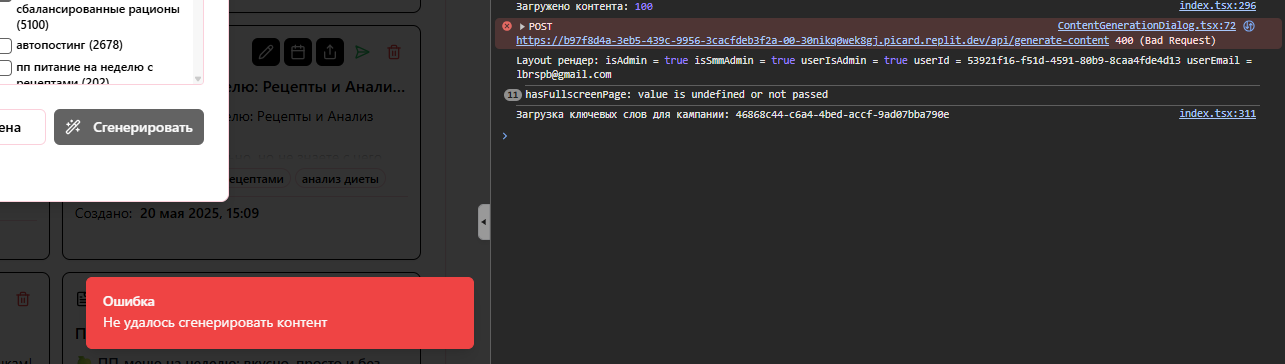 сбалансированные рационы
(5100)
автопостинг (2678)
пп питание на неделю с
рецептами (202)
ена
Сгенерировать
елю: Рецепты и Анали...
елю: Рецепты и Анализ
ецептами
анализ диеты
Создано: 20 мая 2025, 15:09
Ошибка
Не удалось сгенерировать контент
ПП-меню на неделю: вкусно, просто и без
Загружено контента: 100
index.tsx:296
POST
ContentGenerationDialog.tsx:72
https://b97f8d4a-3eb5-439c-9956-3cacfdeb3f2a-00-30nikq0wek8gj.picard.replit.dev/api/generate-content 400 (Bad Request)
Layout рендер: isAdmin = true isSmmAdmin = true userIsAdmin = true userId = 53921f16-f51d-4591-80b9-8caa4fde4d13 userEmail =
lbrspb@gmail.com
11 hasFullscreenPage: value is undefined or not passed
Загрузка ключевых слов для кампании: 46868c44-c6a4-4bed-accf-9ad07bba790e
index.tsx:311